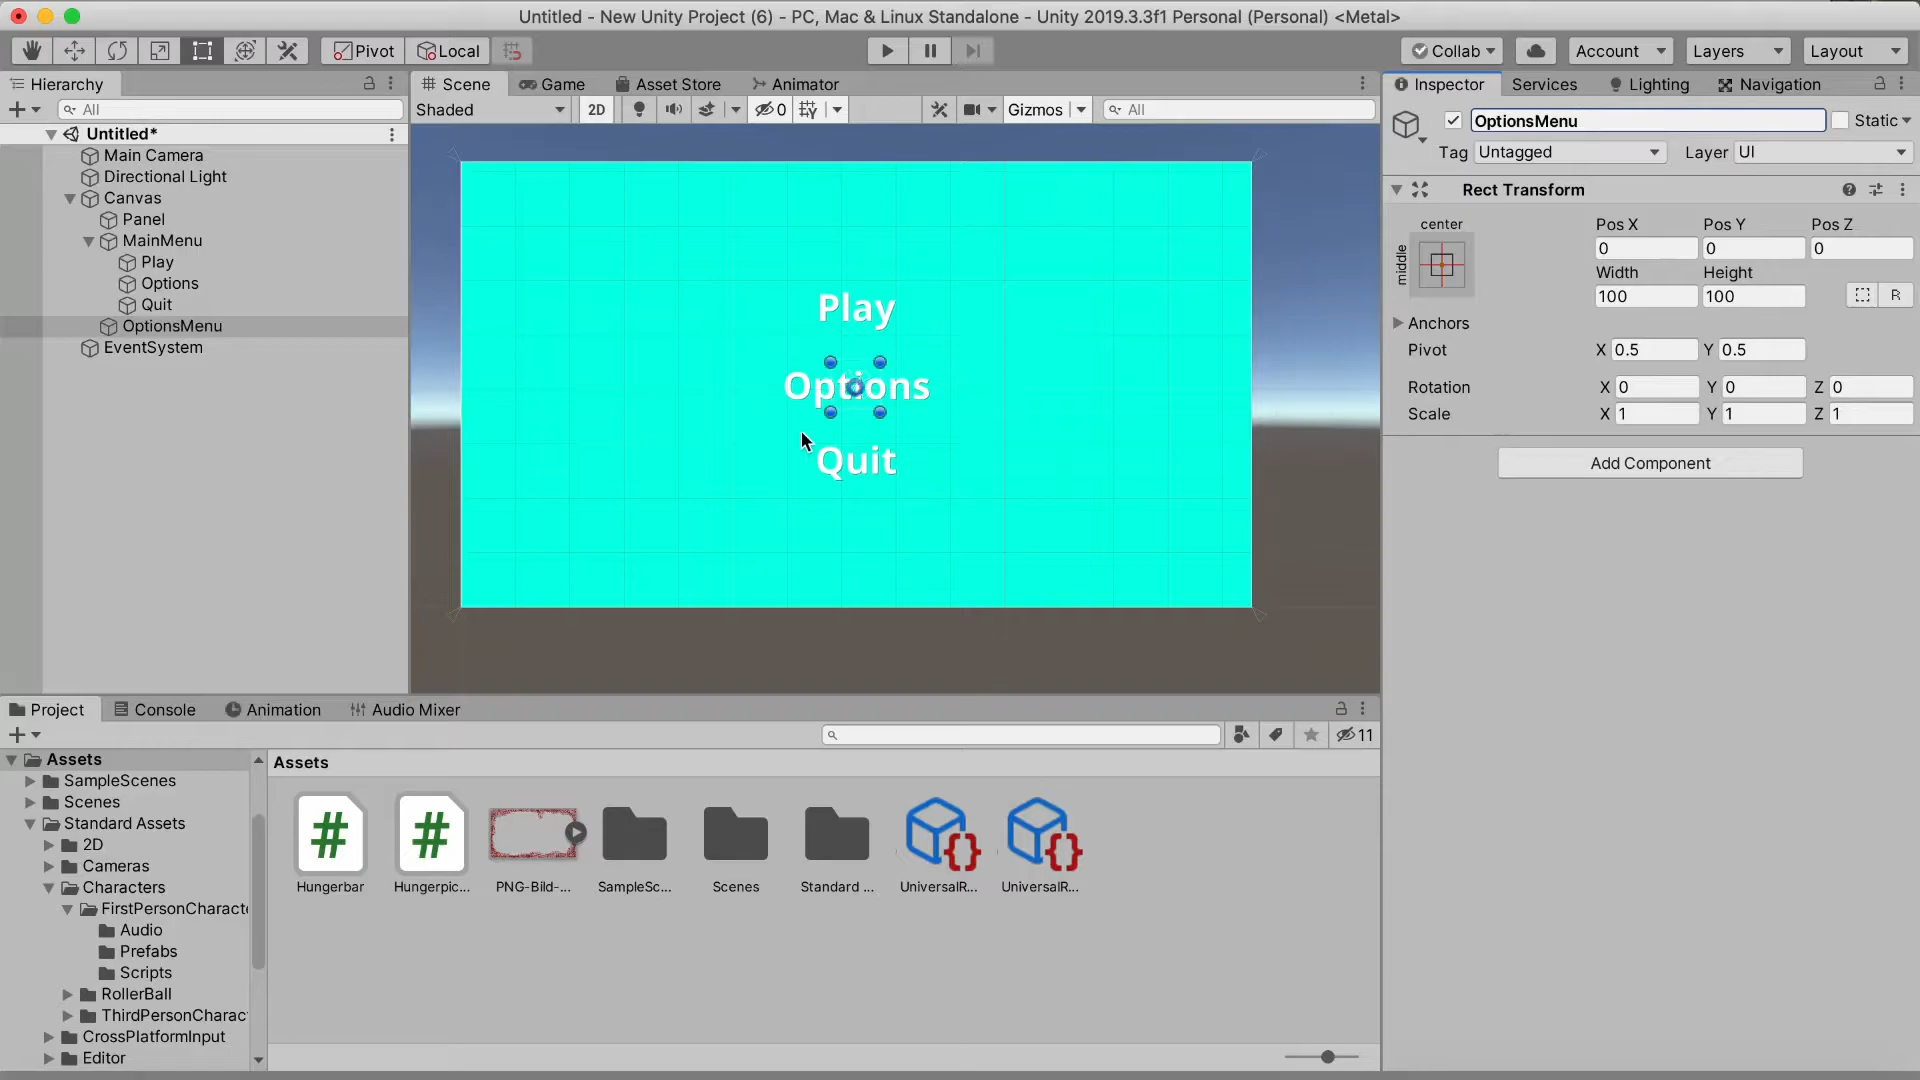 Untitled - New Unity Project (6) - PC, Mac & Linux Standalone - Unity 2019.3.3f1 Personal (Personal) <Metal>
Pivot Local Collab Account Layers Layout
Hierarchy
All
Untitled*
Main Camera
Directional Light
Canvas
Panel
MainMenu
Play
Options
Quit
OptionsMenu
EventSystem
Scene Game Asset Store Animator
Shaded 2D 0 Gizmos All
Play
Options
Quit
Inspector Services Lighting Navigation
OptionsMenu Static
Tag Untagged Layer UI
Rect Transform
center Pos X Pos Y Pos Z
middle 0 0 0
Width Height
100 100 R
Anchors
Pivot X 0.5 Y 0.5
Rotation X 0 Y 0 Z 0
Scale X 1 Y 1 Z 1
Add Component
Project Console Animation Audio Mixer
11
Assets
SampleScenes
Scenes
Standard Assets
2D
Cameras
Characters
FirstPersonCharacte
Audio
Prefabs
Scripts
RollerBall
ThirdPersonCharac
CrossPlatformInput
Editor
Assets
Hungerbar Hungerpic... PNG-Bild-... SampleSc... Scenes Standard ... UniversalR... UniversalR...